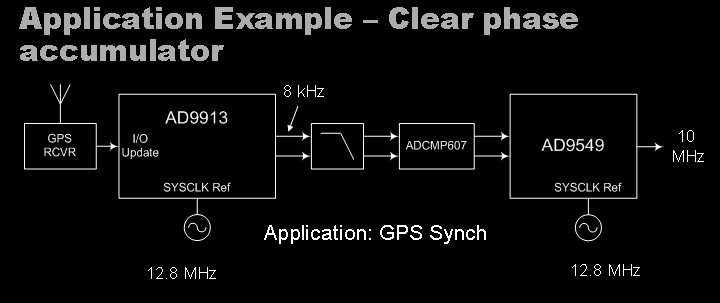 Application Example – Clear phase
accumulator
8 kHz
AD9913
GPS
RCVR
I/O
Update
SYSCLK Ref
ADCMP607
AD9549
SYSCLK Ref
10
MHz
Application: GPS Synch
12.8 MHz
12.8 MHz